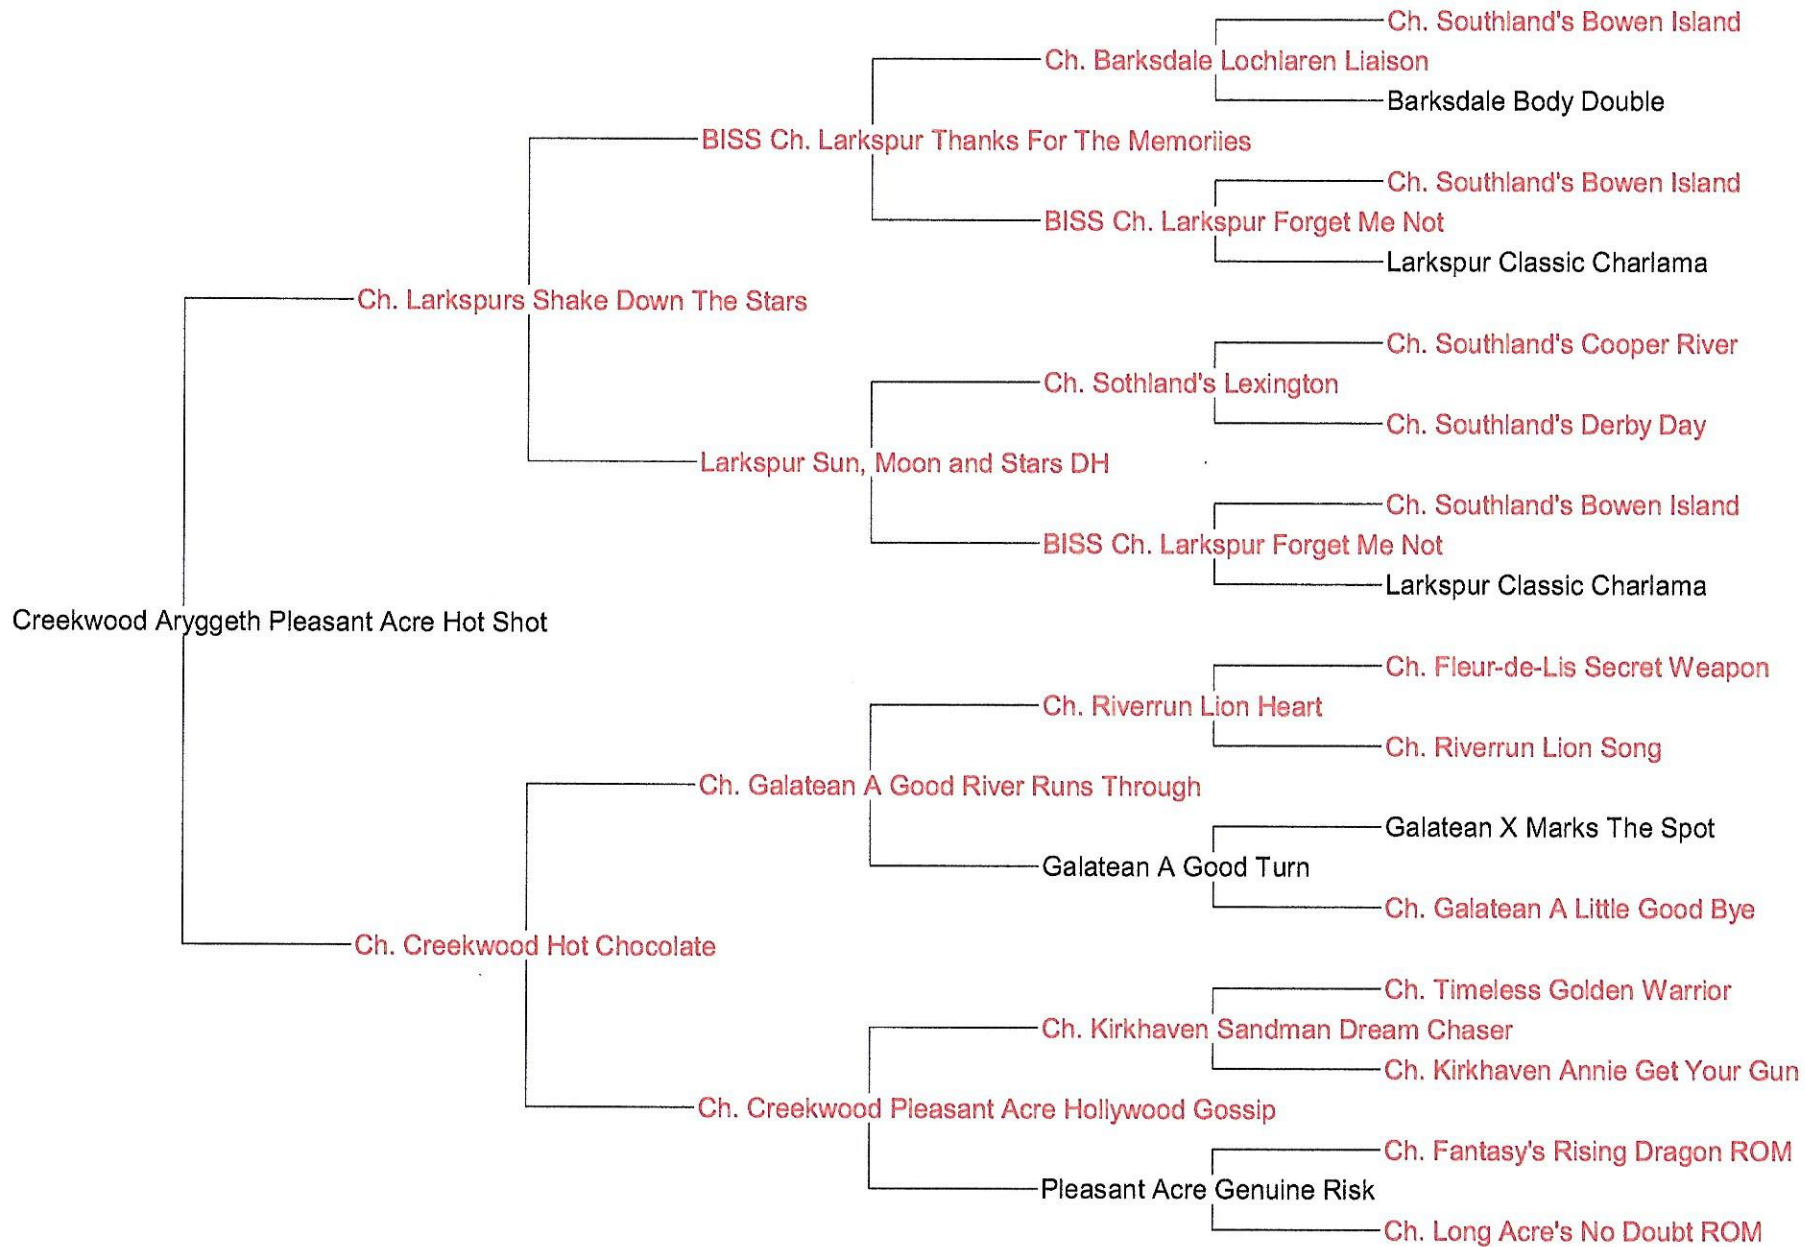 Ch. Southland's Bowen Island
Ch. Barksdale Lochlaren Liaison
Barksdale Body Double
BISS Ch. Larkspur Thanks For The Memoriies
Ch. Southland's Bowen Island
BISS Ch. Larkspur Forget Me Not
Larkspur Classic Charlama
Ch. Larkspurs Shake Down The Stars
Ch. Southland's Cooper River
Ch. Sothland's Lexington
Ch. Southland's Derby Day
Larkspur Sun, Moon and Stars DH
Ch. Southland's Bowen Island
BISS Ch. Larkspur Forget Me Not
Larkspur Classic Charlama
Creekwood Aryggeth Pleasant Acre Hot Shot
Ch. Fleur-de-Lis Secret Weapon
Ch. Riverrun Lion Heart
Ch. Riverrun Lion Song
Ch. Galatean A Good River Runs Through
Galatean X Marks The Spot
Galatean A Good Turn
Ch. Galatean A Little Good Bye
Ch. Creekwood Hot Chocolate
Ch. Timeless Golden Warrior
Ch. Kirkhaven Sandman Dream Chaser
Ch. Kirkhaven Annie Get Your Gun
Ch. Creekwood Pleasant Acre Hollywood Gossip
Ch. Fantasy's Rising Dragon ROM
Pleasant Acre Genuine Risk
Ch. Long Acre's No Doubt ROM